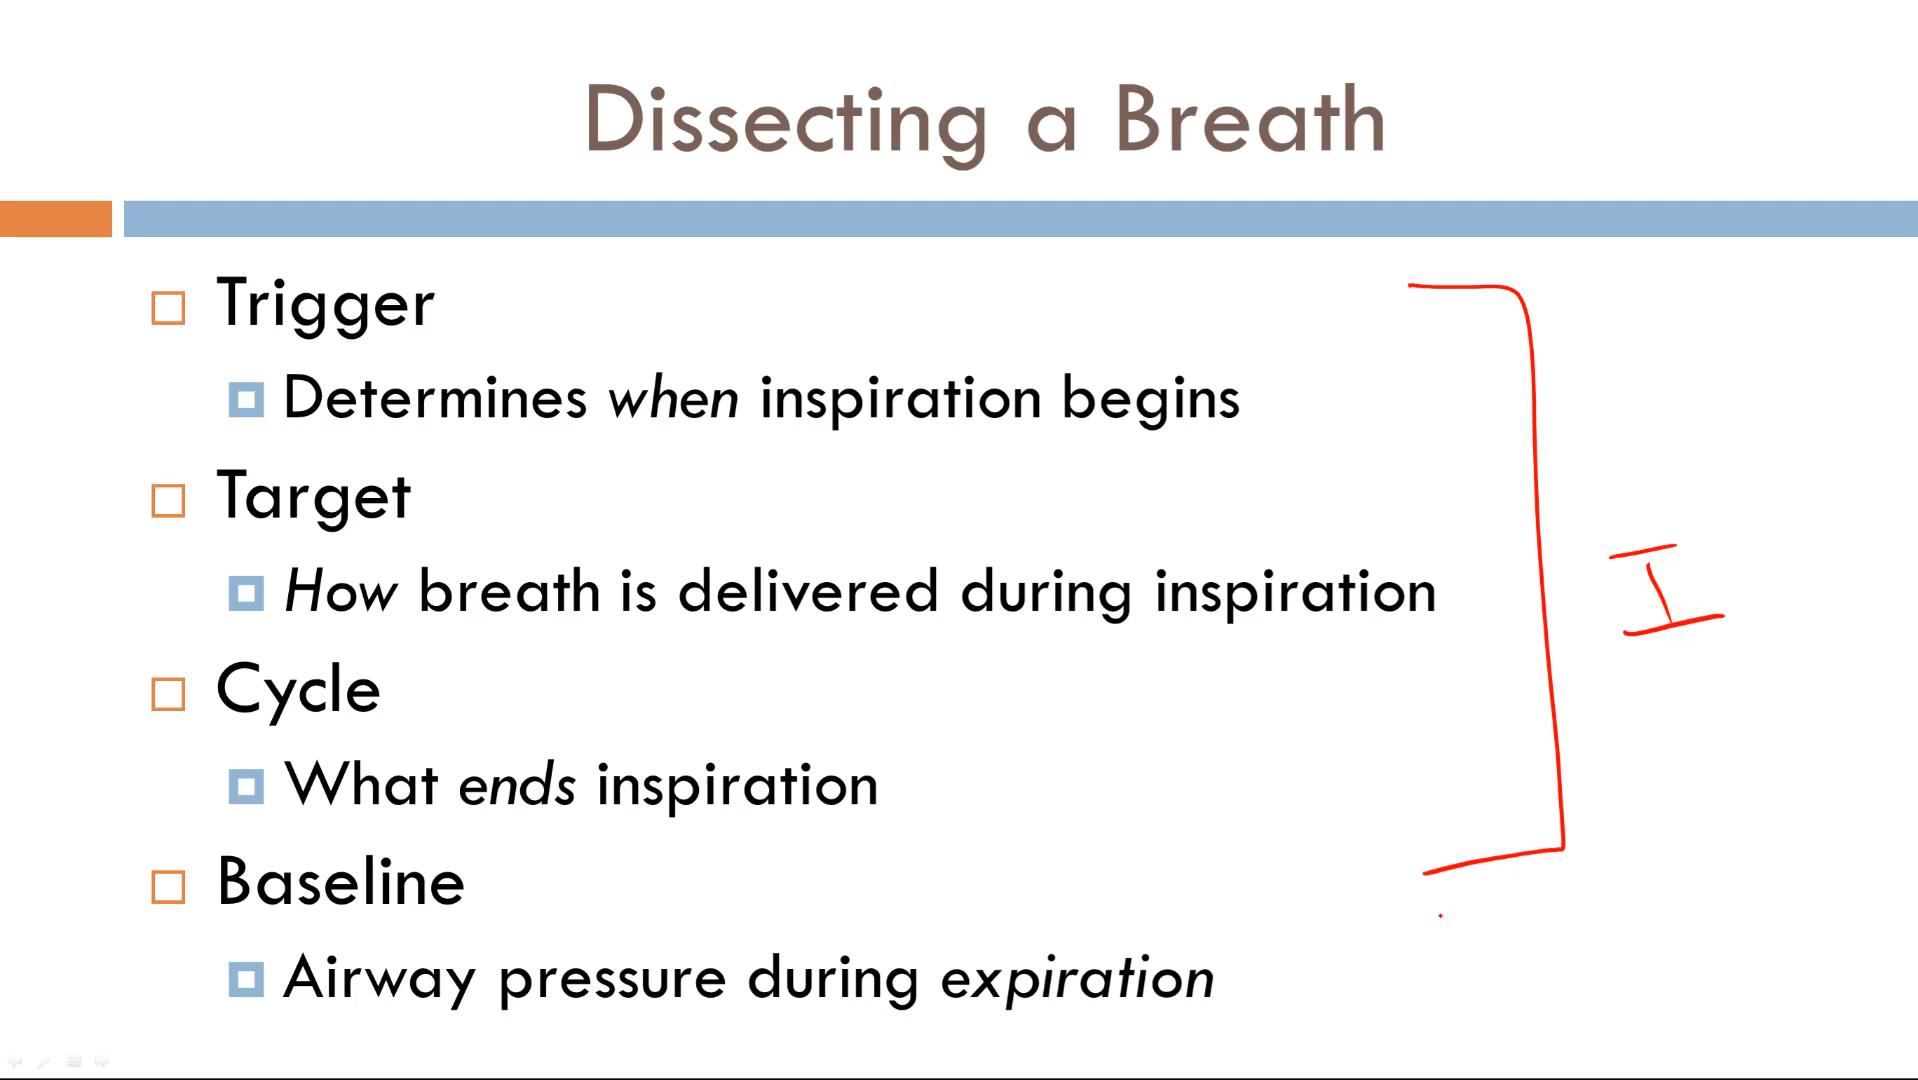 Dissecting a Breath
Trigger
Determines when inspiration begins
Target
How breath is delivered during inspiration
I
Cycle
What ends inspiration
Baseline
Airway pressure during expiration